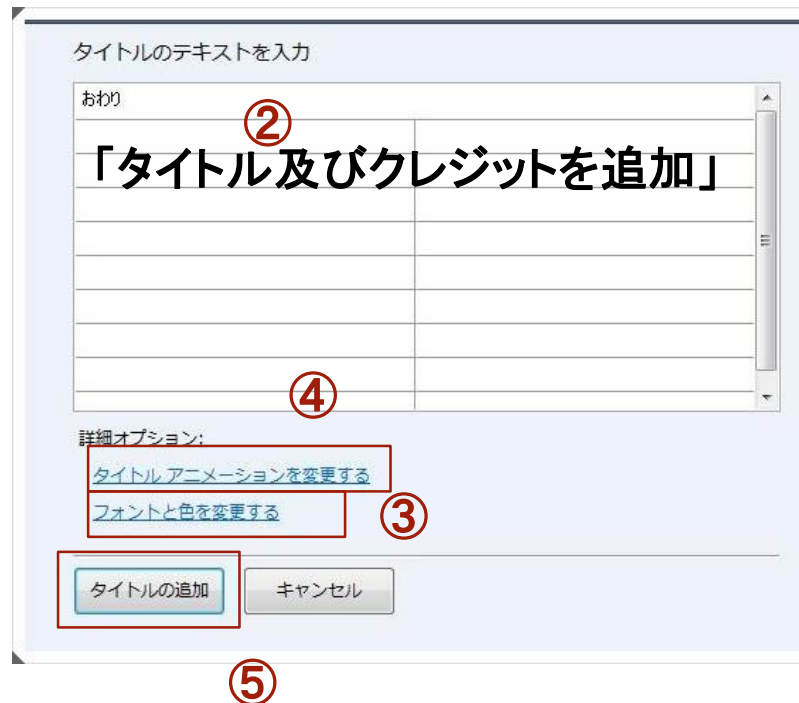 タイトルのテキストを入力
おわり
②
「タイトル及びクレジットを追加」
④
詳細オプション:
タイトル アニメーションを変更する
フォントと色を変更する
③
タイトルの追加 キャンセル
⑤